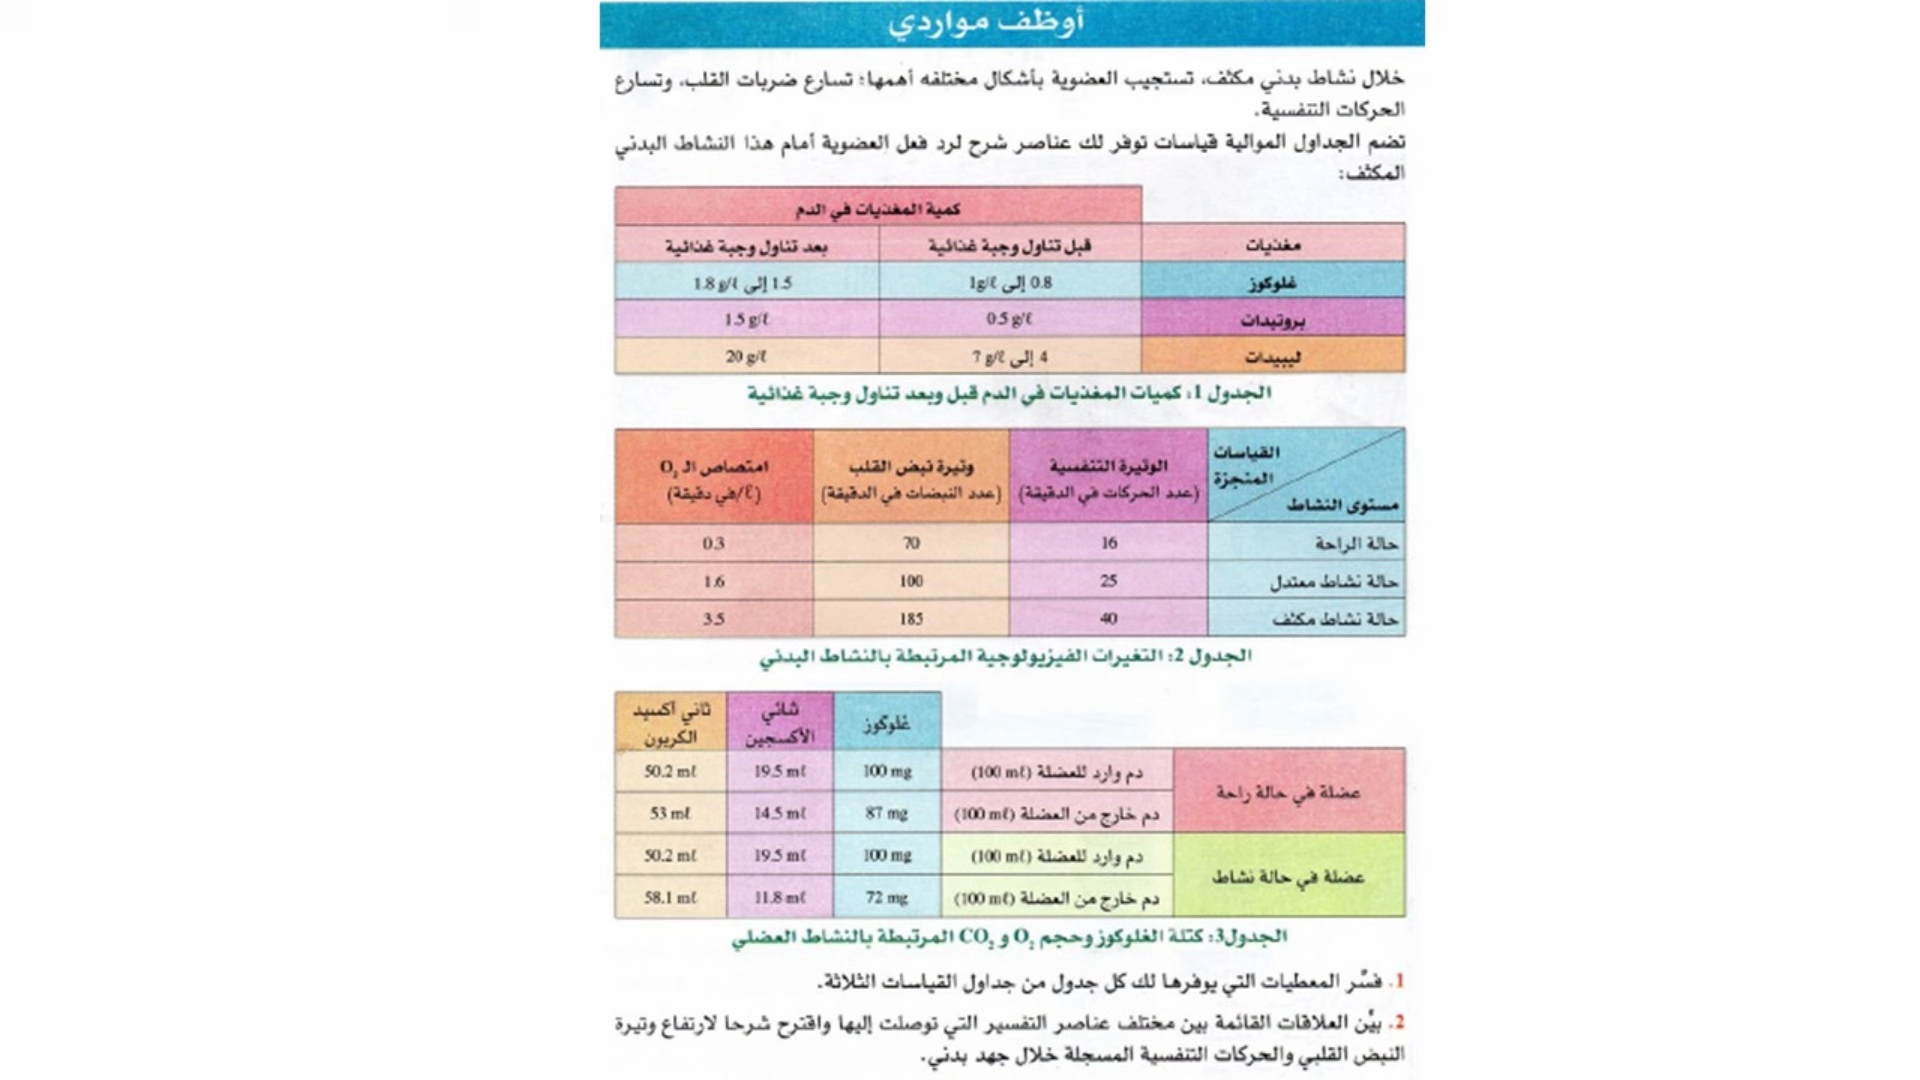 أوظف مواردي
خلال نشاط بدني مكثف، تستجيب العضوية بأشكال مختلفه أهمها: تسارع ضربات القلب، وتسارع
الحركات التنفسية.
تضم الجداول الموالية قياسات توفر لك عناصر شرح لرد فعل العضوية أمام هذا النشاط البدني
المكثف:
كمية المغذيات في الدم
مغذيات قبل تناول وجبة غذائية بعد تناول وجبة غذائية
غلوكوز 0.8 إلى 1g/ℓ 1.5 إلى 1.8 g/ℓ
بروتيدات 0.5 g/ℓ 1.5 g/ℓ
ليبيدات 4 إلى 7 g/ℓ 20 g/ℓ
الجدول 1: كميات المغذيات في الدم قبل وبعد تناول وجبة غذائية
القياسات
المنجزة
مستوى النشاط
الوتيرة التنفسية
(عدد الحركات في الدقيقة)
وتيرة نبض القلب
(عدد النبضات في الدقيقة)
امتصاص الـ O₂
(ℓ/في دقيقة)
حالة الراحة 16 70 0.3
حالة نشاط معتدل 25 100 1.6
حالة نشاط مكثف 40 185 3.5
الجدول 2: التغيرات الفيزيولوجية المرتبطة بالنشاط البدني
غلوكوز
ثنائي
الأكسجين
ثاني أكسيد
الكربون
عضلة في حالة راحة
دم وارد للعضلة (100 mℓ) 100 mg 19.5 mℓ 50.2 mℓ
دم خارج من العضلة (100 mℓ) 87 mg 14.5 mℓ 53 mℓ
عضلة في حالة نشاط
دم وارد للعضلة (100 mℓ) 100 mg 19.5 mℓ 50.2 mℓ
دم خارج من العضلة (100 mℓ) 72 mg 11.8 mℓ 58.1 mℓ
الجدول3: كتلة الغلوكوز وحجم O₂ و CO₂ المرتبطة بالنشاط العضلي
1. فسِّر المعطيات التي يوفرها لك كل جدول من جداول القياسات الثلاثة.
2. بيِّن العلاقات القائمة بين مختلف عناصر التفسير التي توصلت إليها واقترح شرحا لارتفاع وتيرة
النبض القلبي والحركات التنفسية المسجلة خلال جهد بدني.